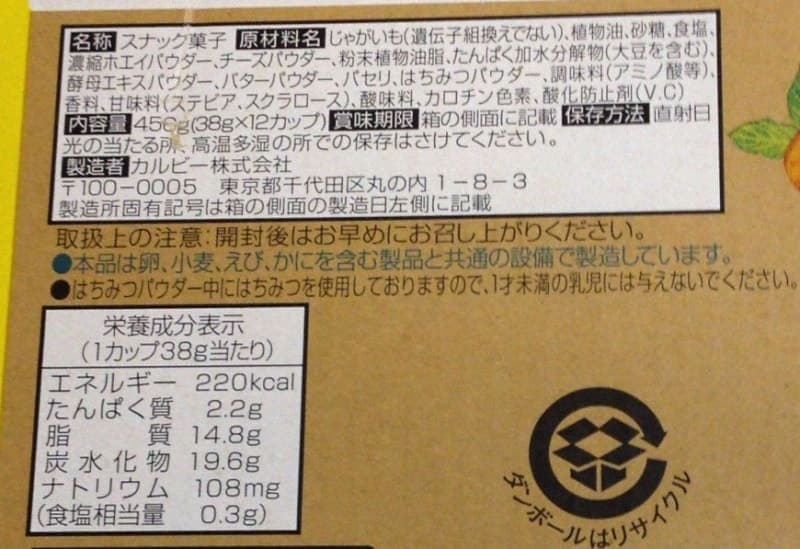 名称 スナック菓子 原材料名 じゃがいも(遺伝子組換えでない)、植物油、砂糖、食塩、
濃縮ホエイパウダー、チーズパウダー、粉末植物油脂、たんぱく加水分解物(大豆を含む)、
酵母エキスパウダー、バターパウダー、パセリ、はちみつパウダー、調味料(アミノ酸等)、
香料、甘味料(ステビア、スクラロース)、酸味料、カロチン色素、酸化防止剤(V.C)
内容量 456g(38g×12カップ) 賞味期限 箱の側面に記載 保存方法 直射日
光の当たる所、高温多湿の所での保存はさけてください。
製造者 カルビー株式会社
〒100-0005 東京都千代田区丸の内1-8-3
製造所固有記号は箱の側面の製造日左側に記載
取扱上の注意:開封後はお早めにお召し上がりください。
●本品は卵、小麦、えび、かにを含む製品と共通の設備で製造しています。
●はちみつパウダー中にはちみつを使用しておりますので、1才未満の乳児には与えないでください。
栄養成分表示
(1カップ38g当たり)
エネルギー 220kcal
たんぱく質 2.2g
脂質 14.8g
炭水化物 19.6g
ナトリウム 108mg
(食塩相当量 0.3g)
ダンボールはリサイクル